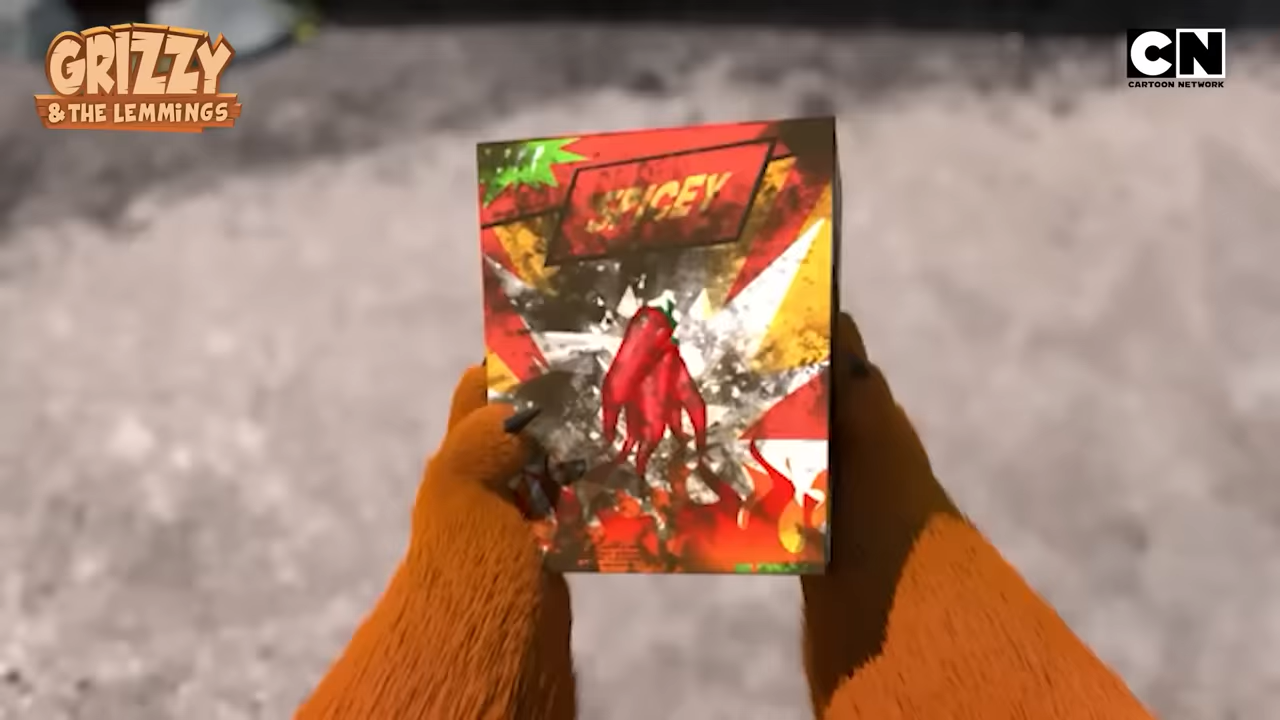 GRIZZY
& THE LEMMINGS
CN
CARTOON NETWORK
SPICEY